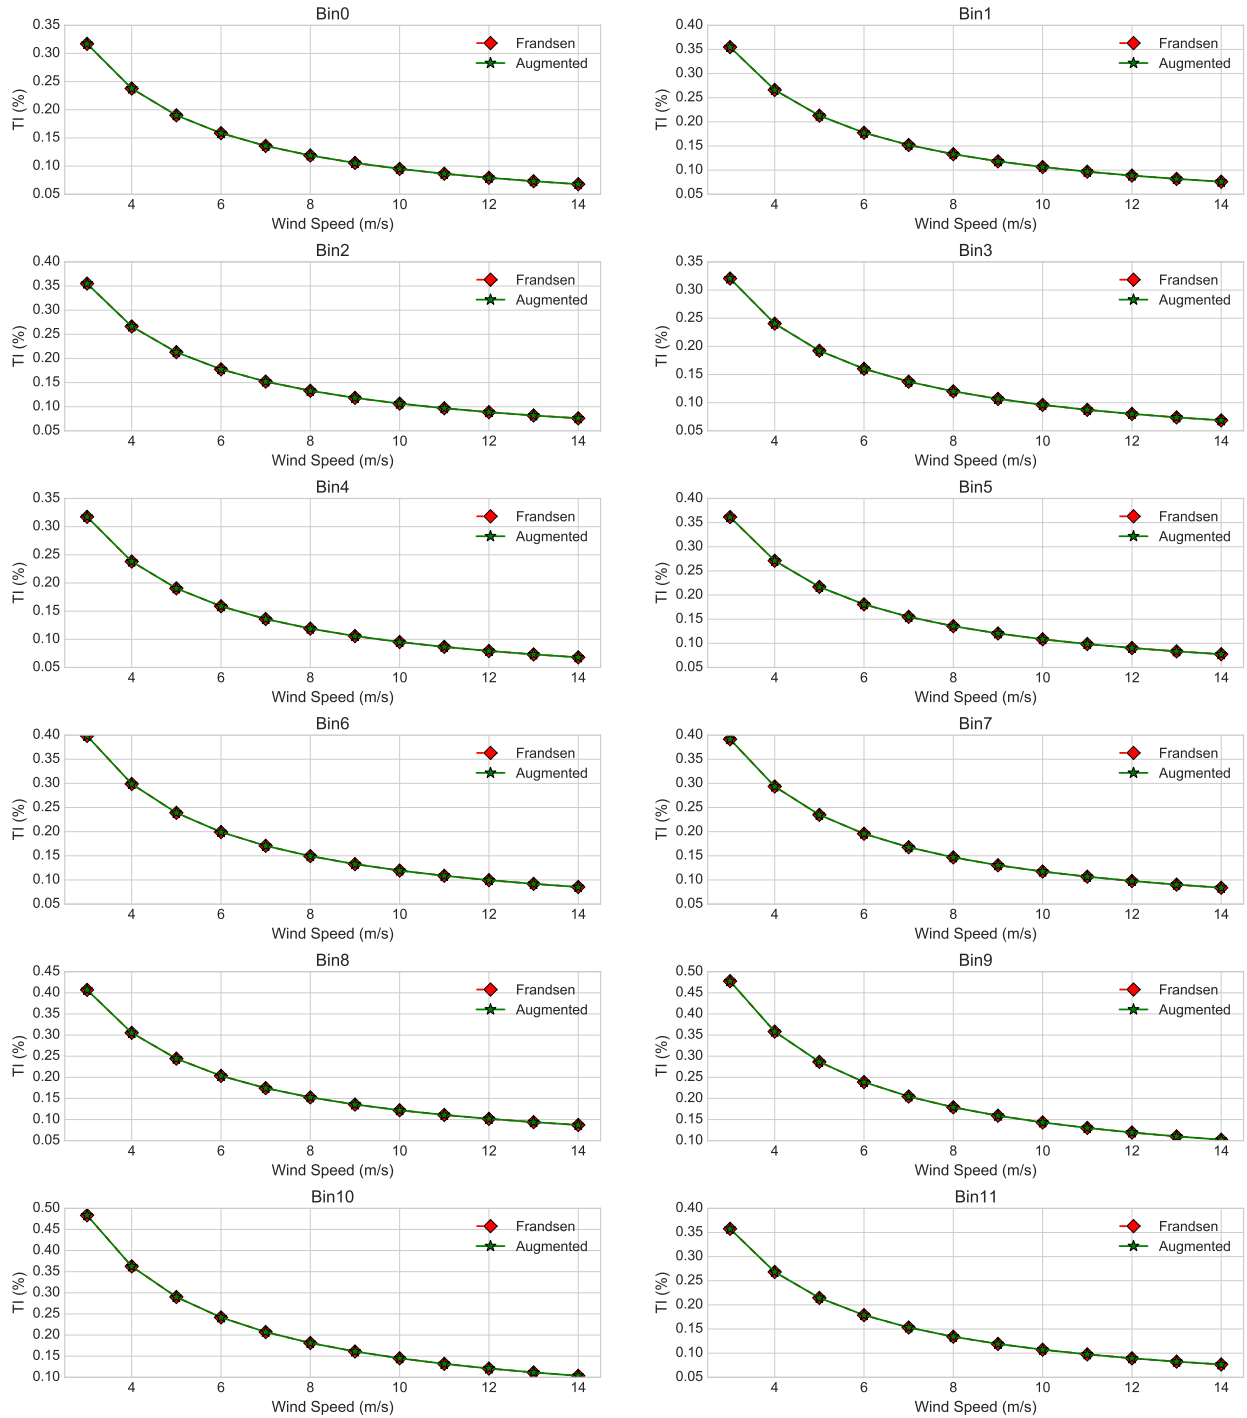 Bin0
0.35
0.30
0.25
0.20
0.15
0.10
0.05
TI (%)
Frandsen
Augmented
4 6 8 10 12 14
Wind Speed (m/s)
Bin1
0.40
0.35
0.30
0.25
0.20
0.15
0.10
0.05
TI (%)
Frandsen
Augmented
4 6 8 10 12 14
Wind Speed (m/s)
Bin2
0.40
0.35
0.30
0.25
0.20
0.15
0.10
0.05
TI (%)
Frandsen
Augmented
4 6 8 10 12 14
Wind Speed (m/s)
Bin3
0.35
0.30
0.25
0.20
0.15
0.10
0.05
TI (%)
Frandsen
Augmented
4 6 8 10 12 14
Wind Speed (m/s)
Bin4
0.35
0.30
0.25
0.20
0.15
0.10
0.05
TI (%)
Frandsen
Augmented
4 6 8 10 12 14
Wind Speed (m/s)
Bin5
0.40
0.35
0.30
0.25
0.20
0.15
0.10
0.05
TI (%)
Frandsen
Augmented
4 6 8 10 12 14
Wind Speed (m/s)
Bin6
0.40
0.35
0.30
0.25
0.20
0.15
0.10
0.05
TI (%)
Frandsen
Augmented
4 6 8 10 12 14
Wind Speed (m/s)
Bin7
0.40
0.35
0.30
0.25
0.20
0.15
0.10
0.05
TI (%)
Frandsen
Augmented
4 6 8 10 12 14
Wind Speed (m/s)
Bin8
0.45
0.40
0.35
0.30
0.25
0.20
0.15
0.10
0.05
TI (%)
Frandsen
Augmented
4 6 8 10 12 14
Wind Speed (m/s)
Bin9
0.50
0.45
0.40
0.35
0.30
0.25
0.20
0.15
0.10
TI (%)
Frandsen
Augmented
4 6 8 10 12 14
Wind Speed (m/s)
Bin10
0.50
0.45
0.40
0.35
0.30
0.25
0.20
0.15
0.10
TI (%)
Frandsen
Augmented
4 6 8 10 12 14
Wind Speed (m/s)
Bin11
0.40
0.35
0.30
0.25
0.20
0.15
0.10
0.05
TI (%)
Frandsen
Augmented
4 6 8 10 12 14
Wind Speed (m/s)